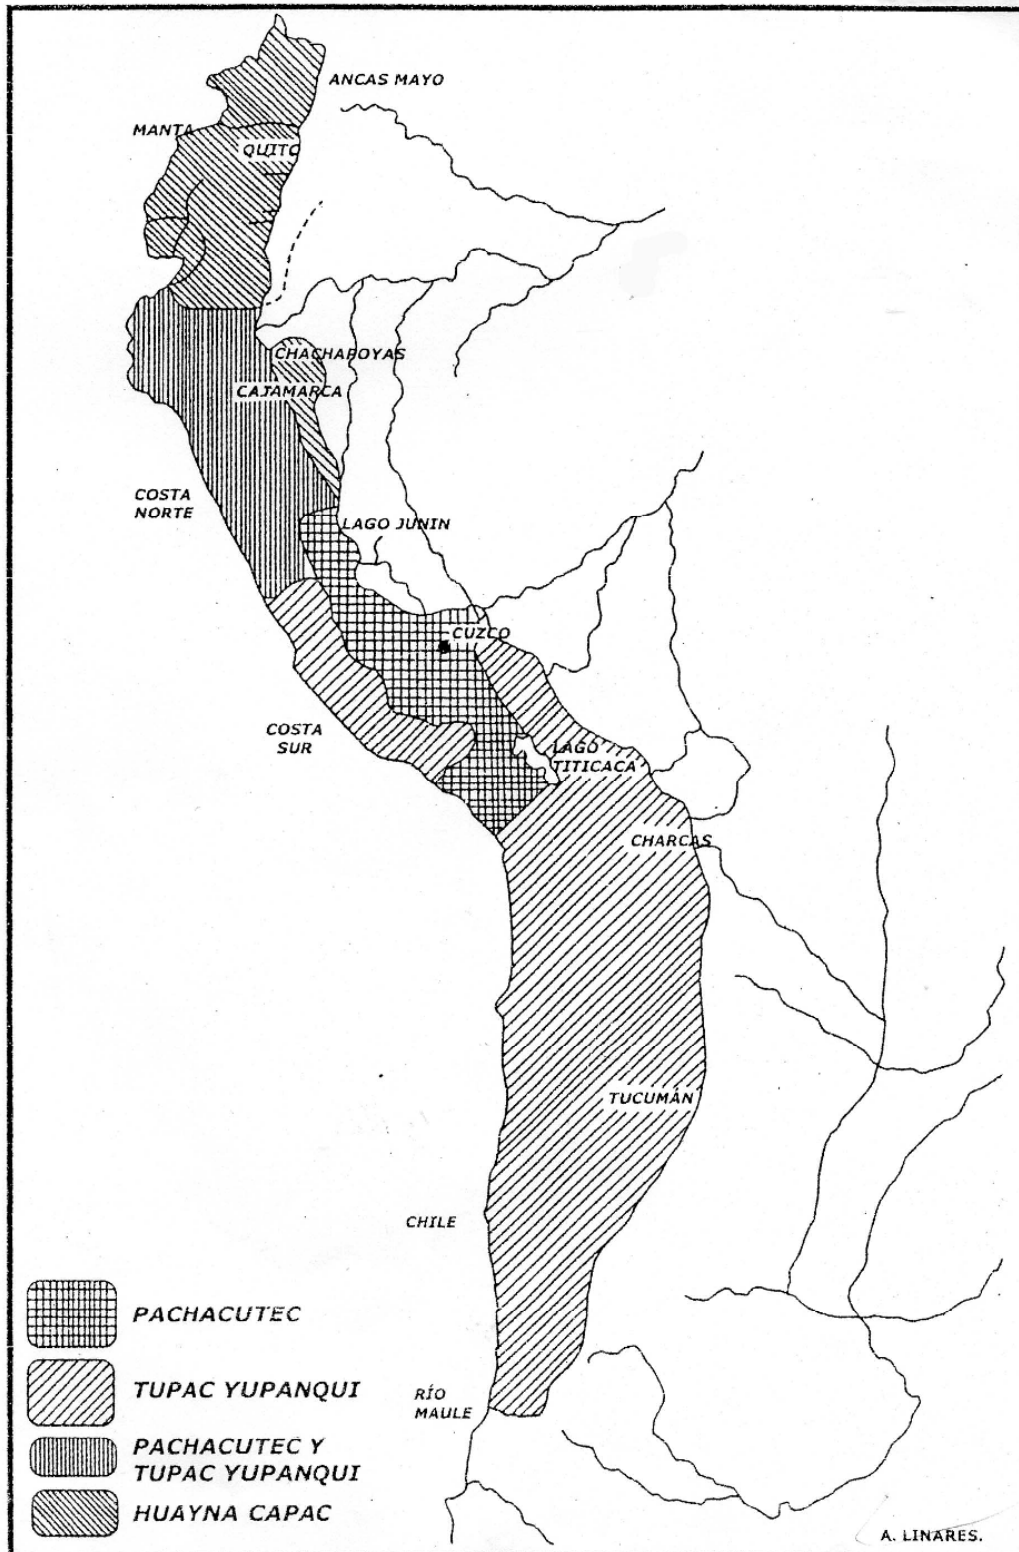 ANCAS MAYO
MANTA
QUITO
CHACHAPOYAS
CAJAMARCA
COSTA
NORTE
LAGO JUNIN
CUZCO
COSTA
SUR
LAGO
TITICACA
CHARCAS
TUCUMÁN
CHILE
RÍO
MAULE
PACHACUTEC
TUPAC YUPANQUI
PACHACUTEC Y
TUPAC YUPANQUI
HUAYNA CAPAC
A. LINARES.